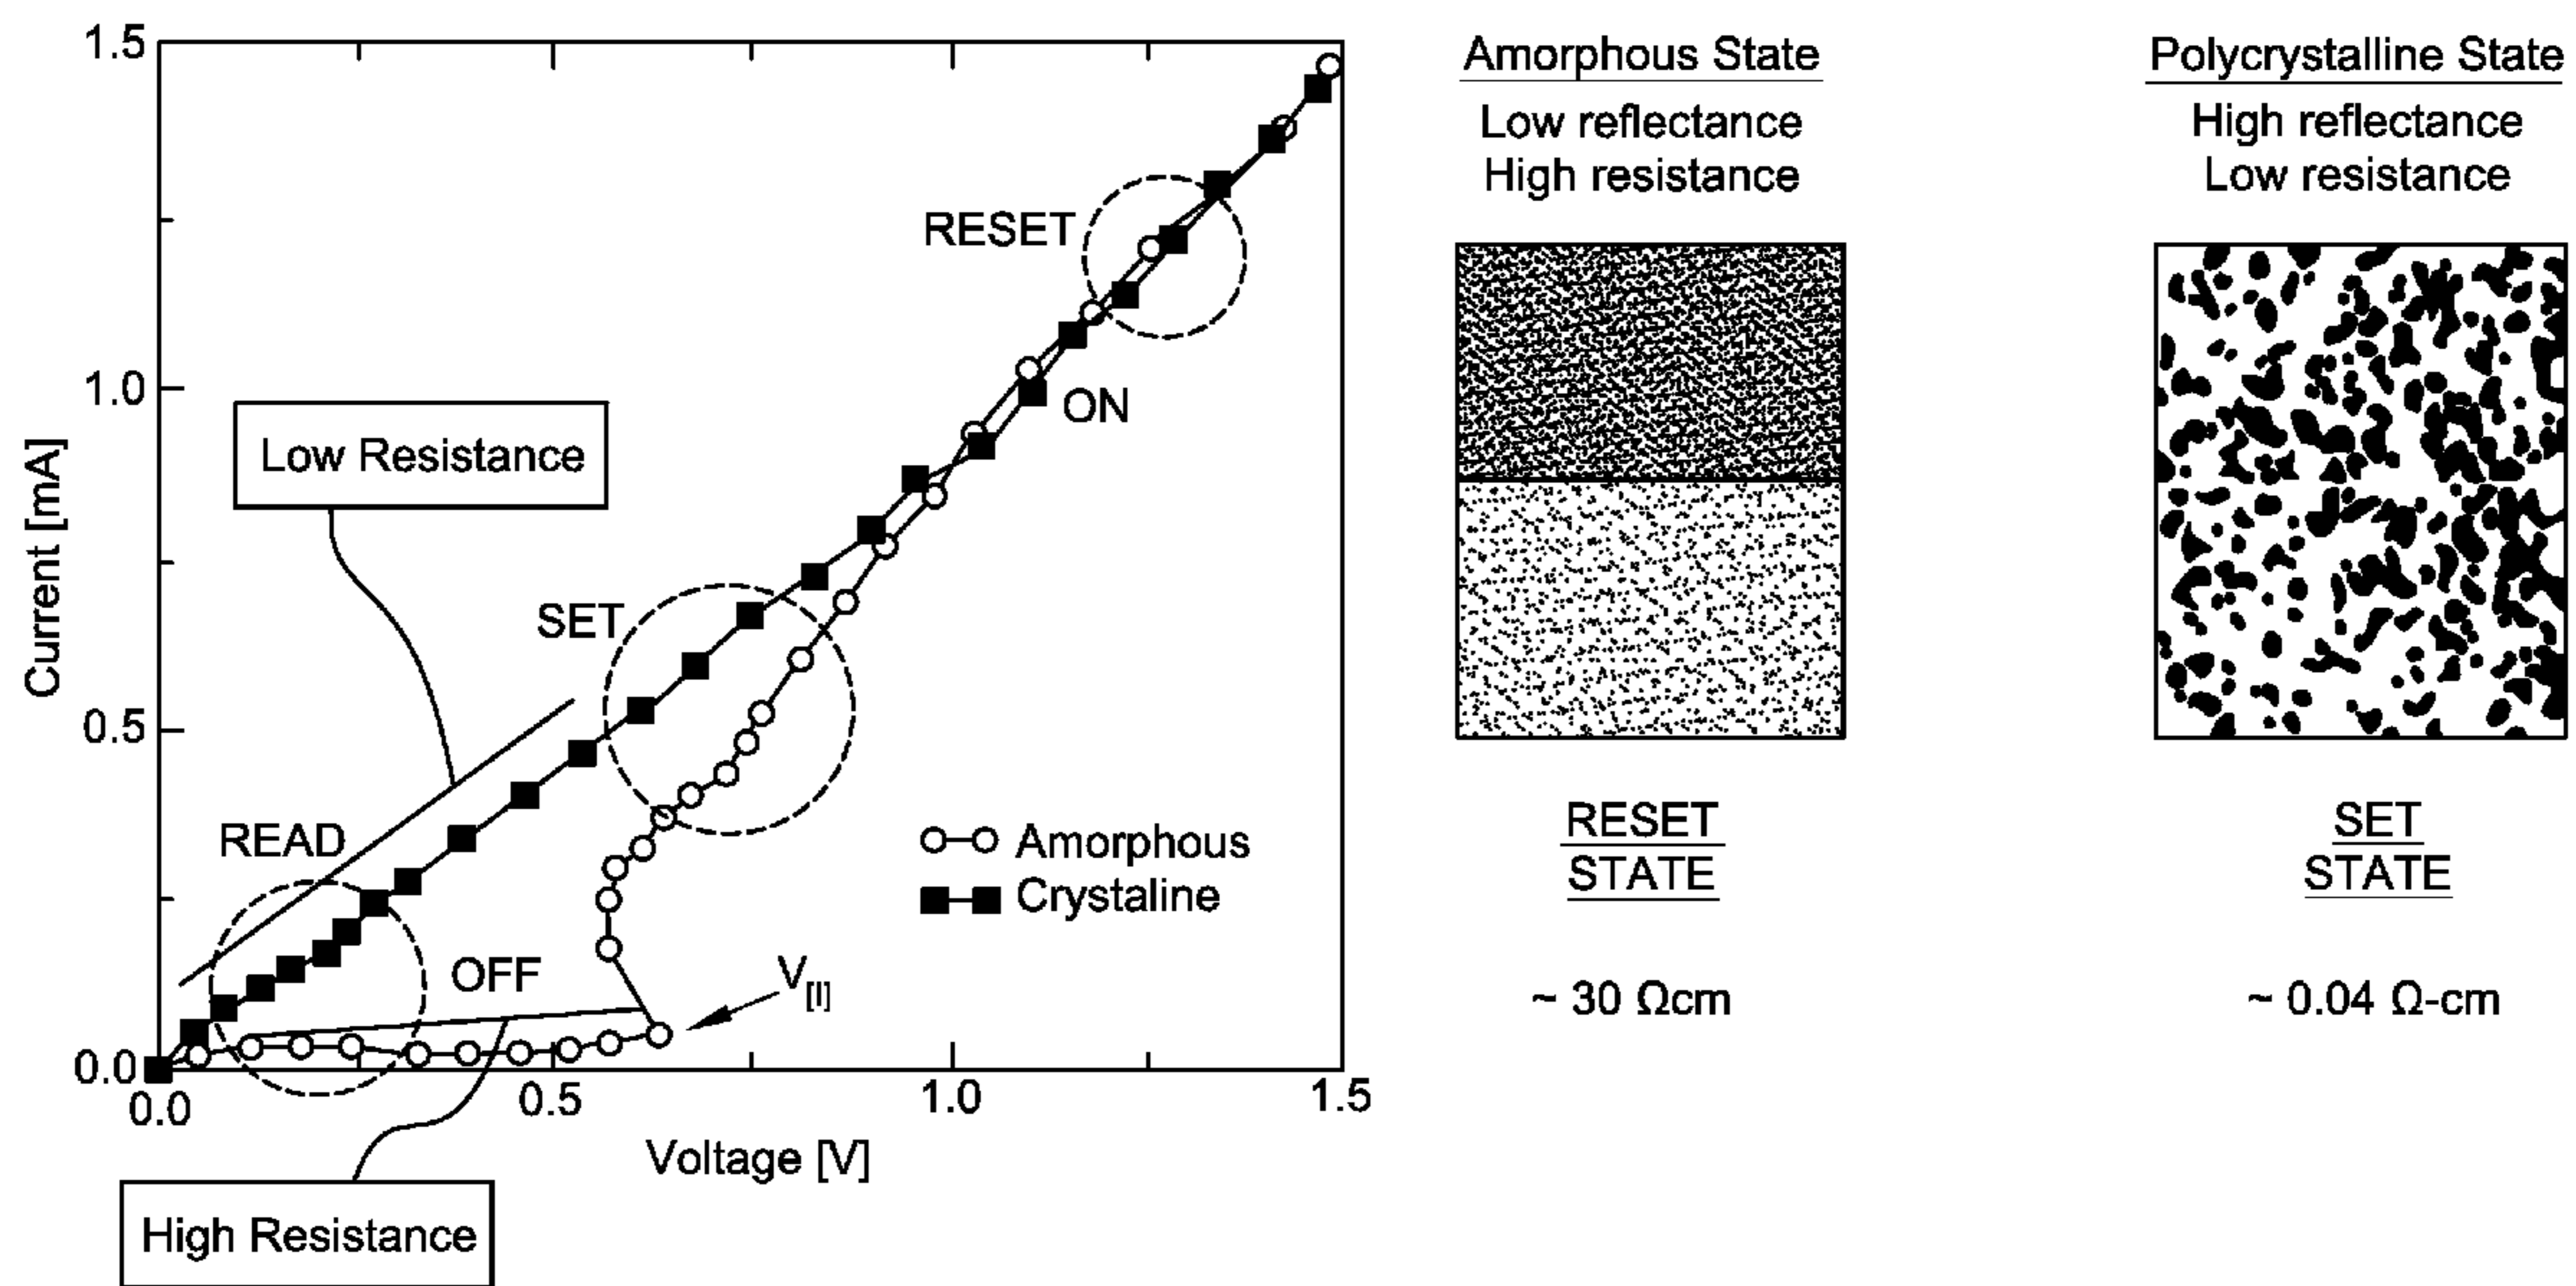 1.5
1.0
0.5
0.0
0.0
0.5
1.0
1.5
Current [mA]
Voltage [V]
Low Resistance
High Resistance
READ
SET
RESET
ON
OFF
V[I]
Amorphous
Crystaline
Amorphous State
Low reflectance
High resistance
RESET
STATE
~ 30 Ωcm
Polycrystalline State
High reflectance
Low resistance
SET
STATE
~ 0.04 Ω-cm